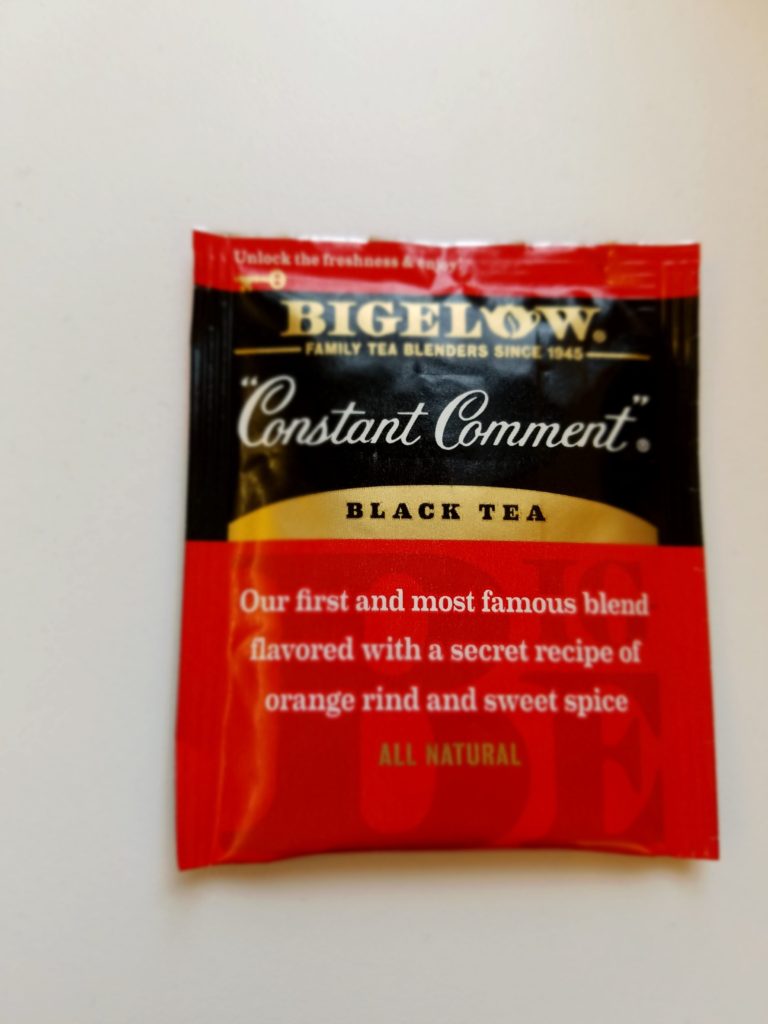 Unlock the freshness & enjoy!
BIGELOW®
FAMILY TEA BLENDERS SINCE 1945
"Constant Comment"®
BLACK TEA
Our first and most famous blend
flavored with a secret recipe of
orange rind and sweet spice
ALL NATURAL